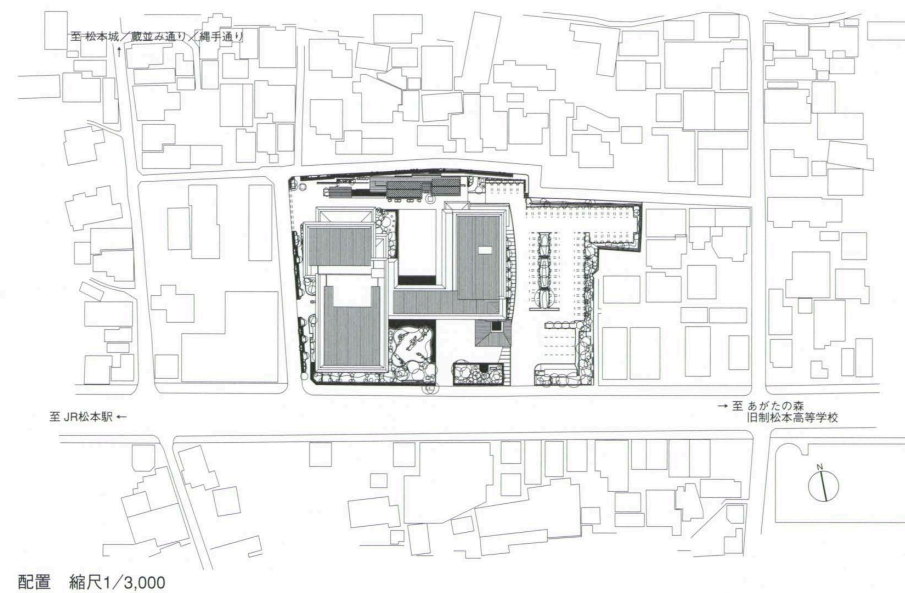 至 松本城／蔵並み通り／縄手通り
↑
至 JR松本駅 ←
→ 至 あがたの森
旧制松本高等学校
N
配置 縮尺1/3,000